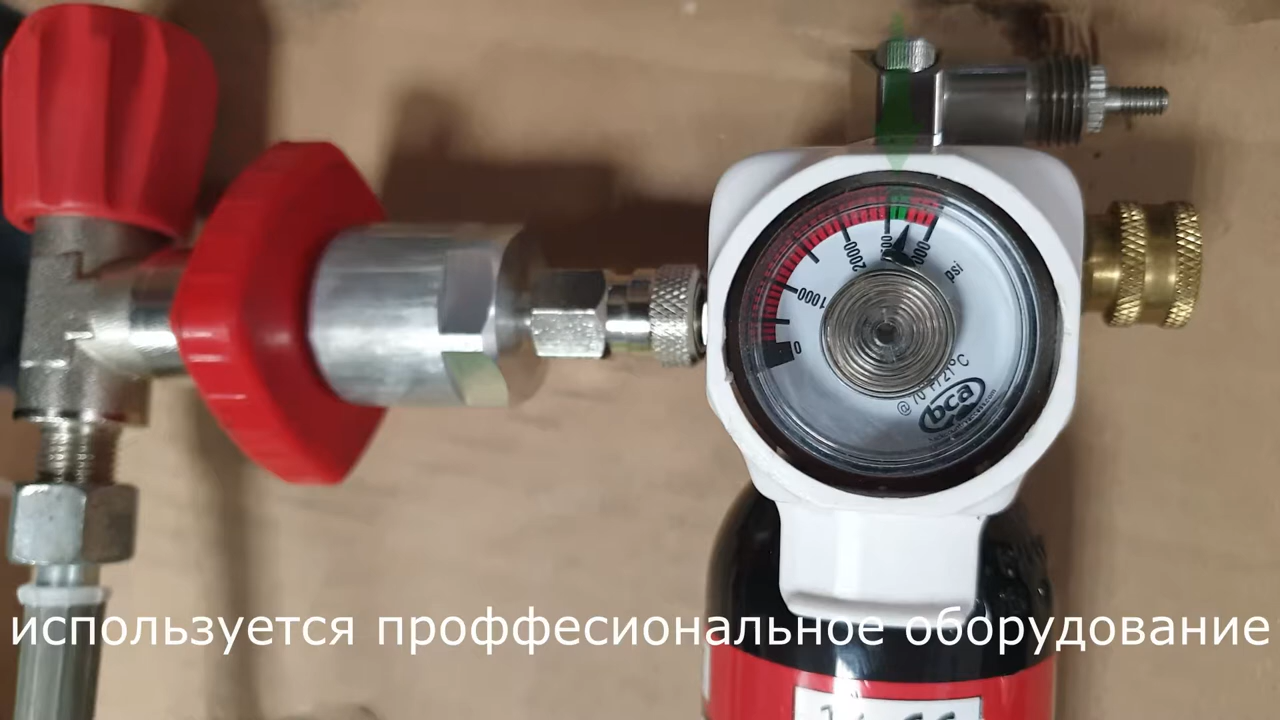 2000
psi
1000
0
@ 70°F/21°C
bca
используется проффесиональное оборудование